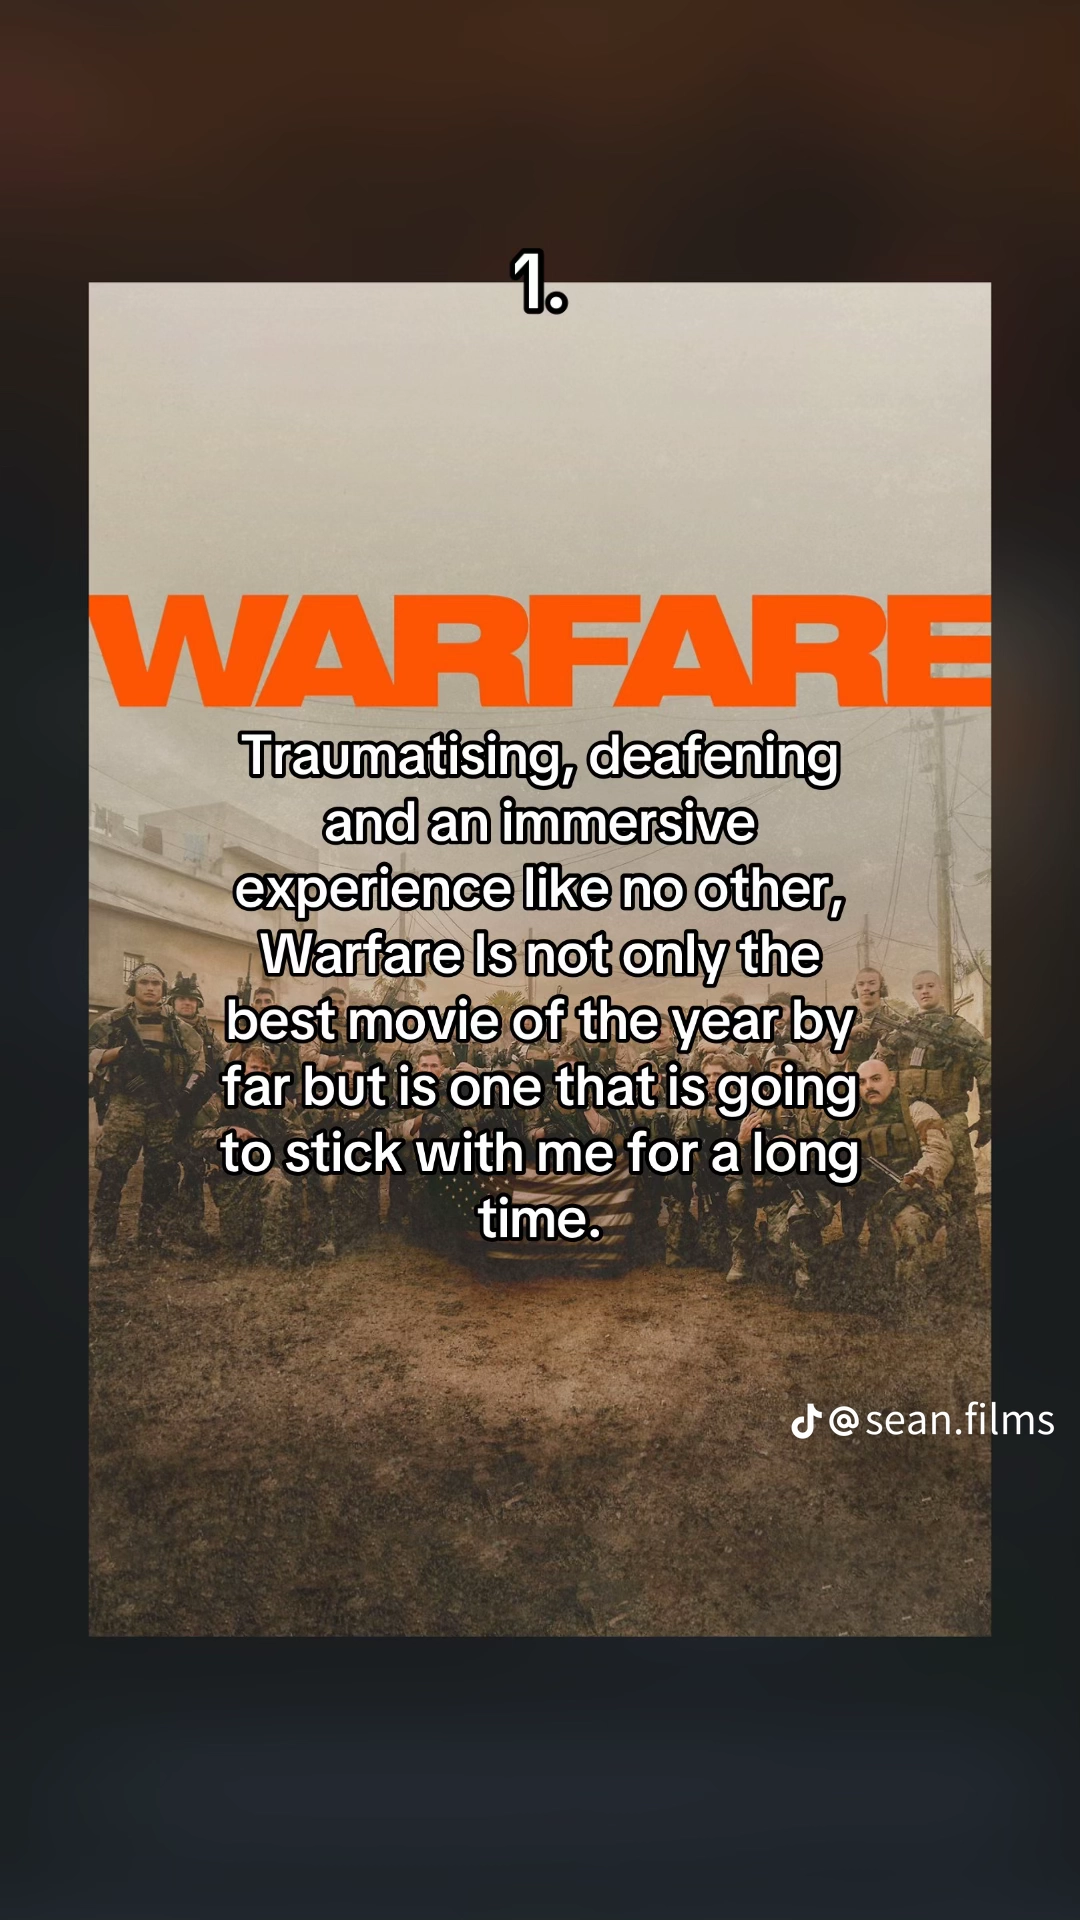 1.
WARFARE
Traumatising, deafening
and an immersive
experience like no other,
Warfare Is not only the
best movie of the year by
far but is one that is going
to stick with me for a long
time.
@sean.films